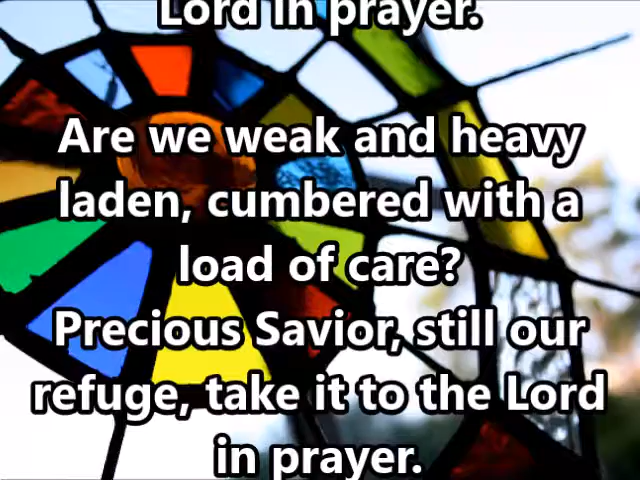 Lord in prayer.
Are we weak and heavy
laden, cumbered with a
load of care?
Precious Savior, still our
refuge, take it to the Lord
in prayer.